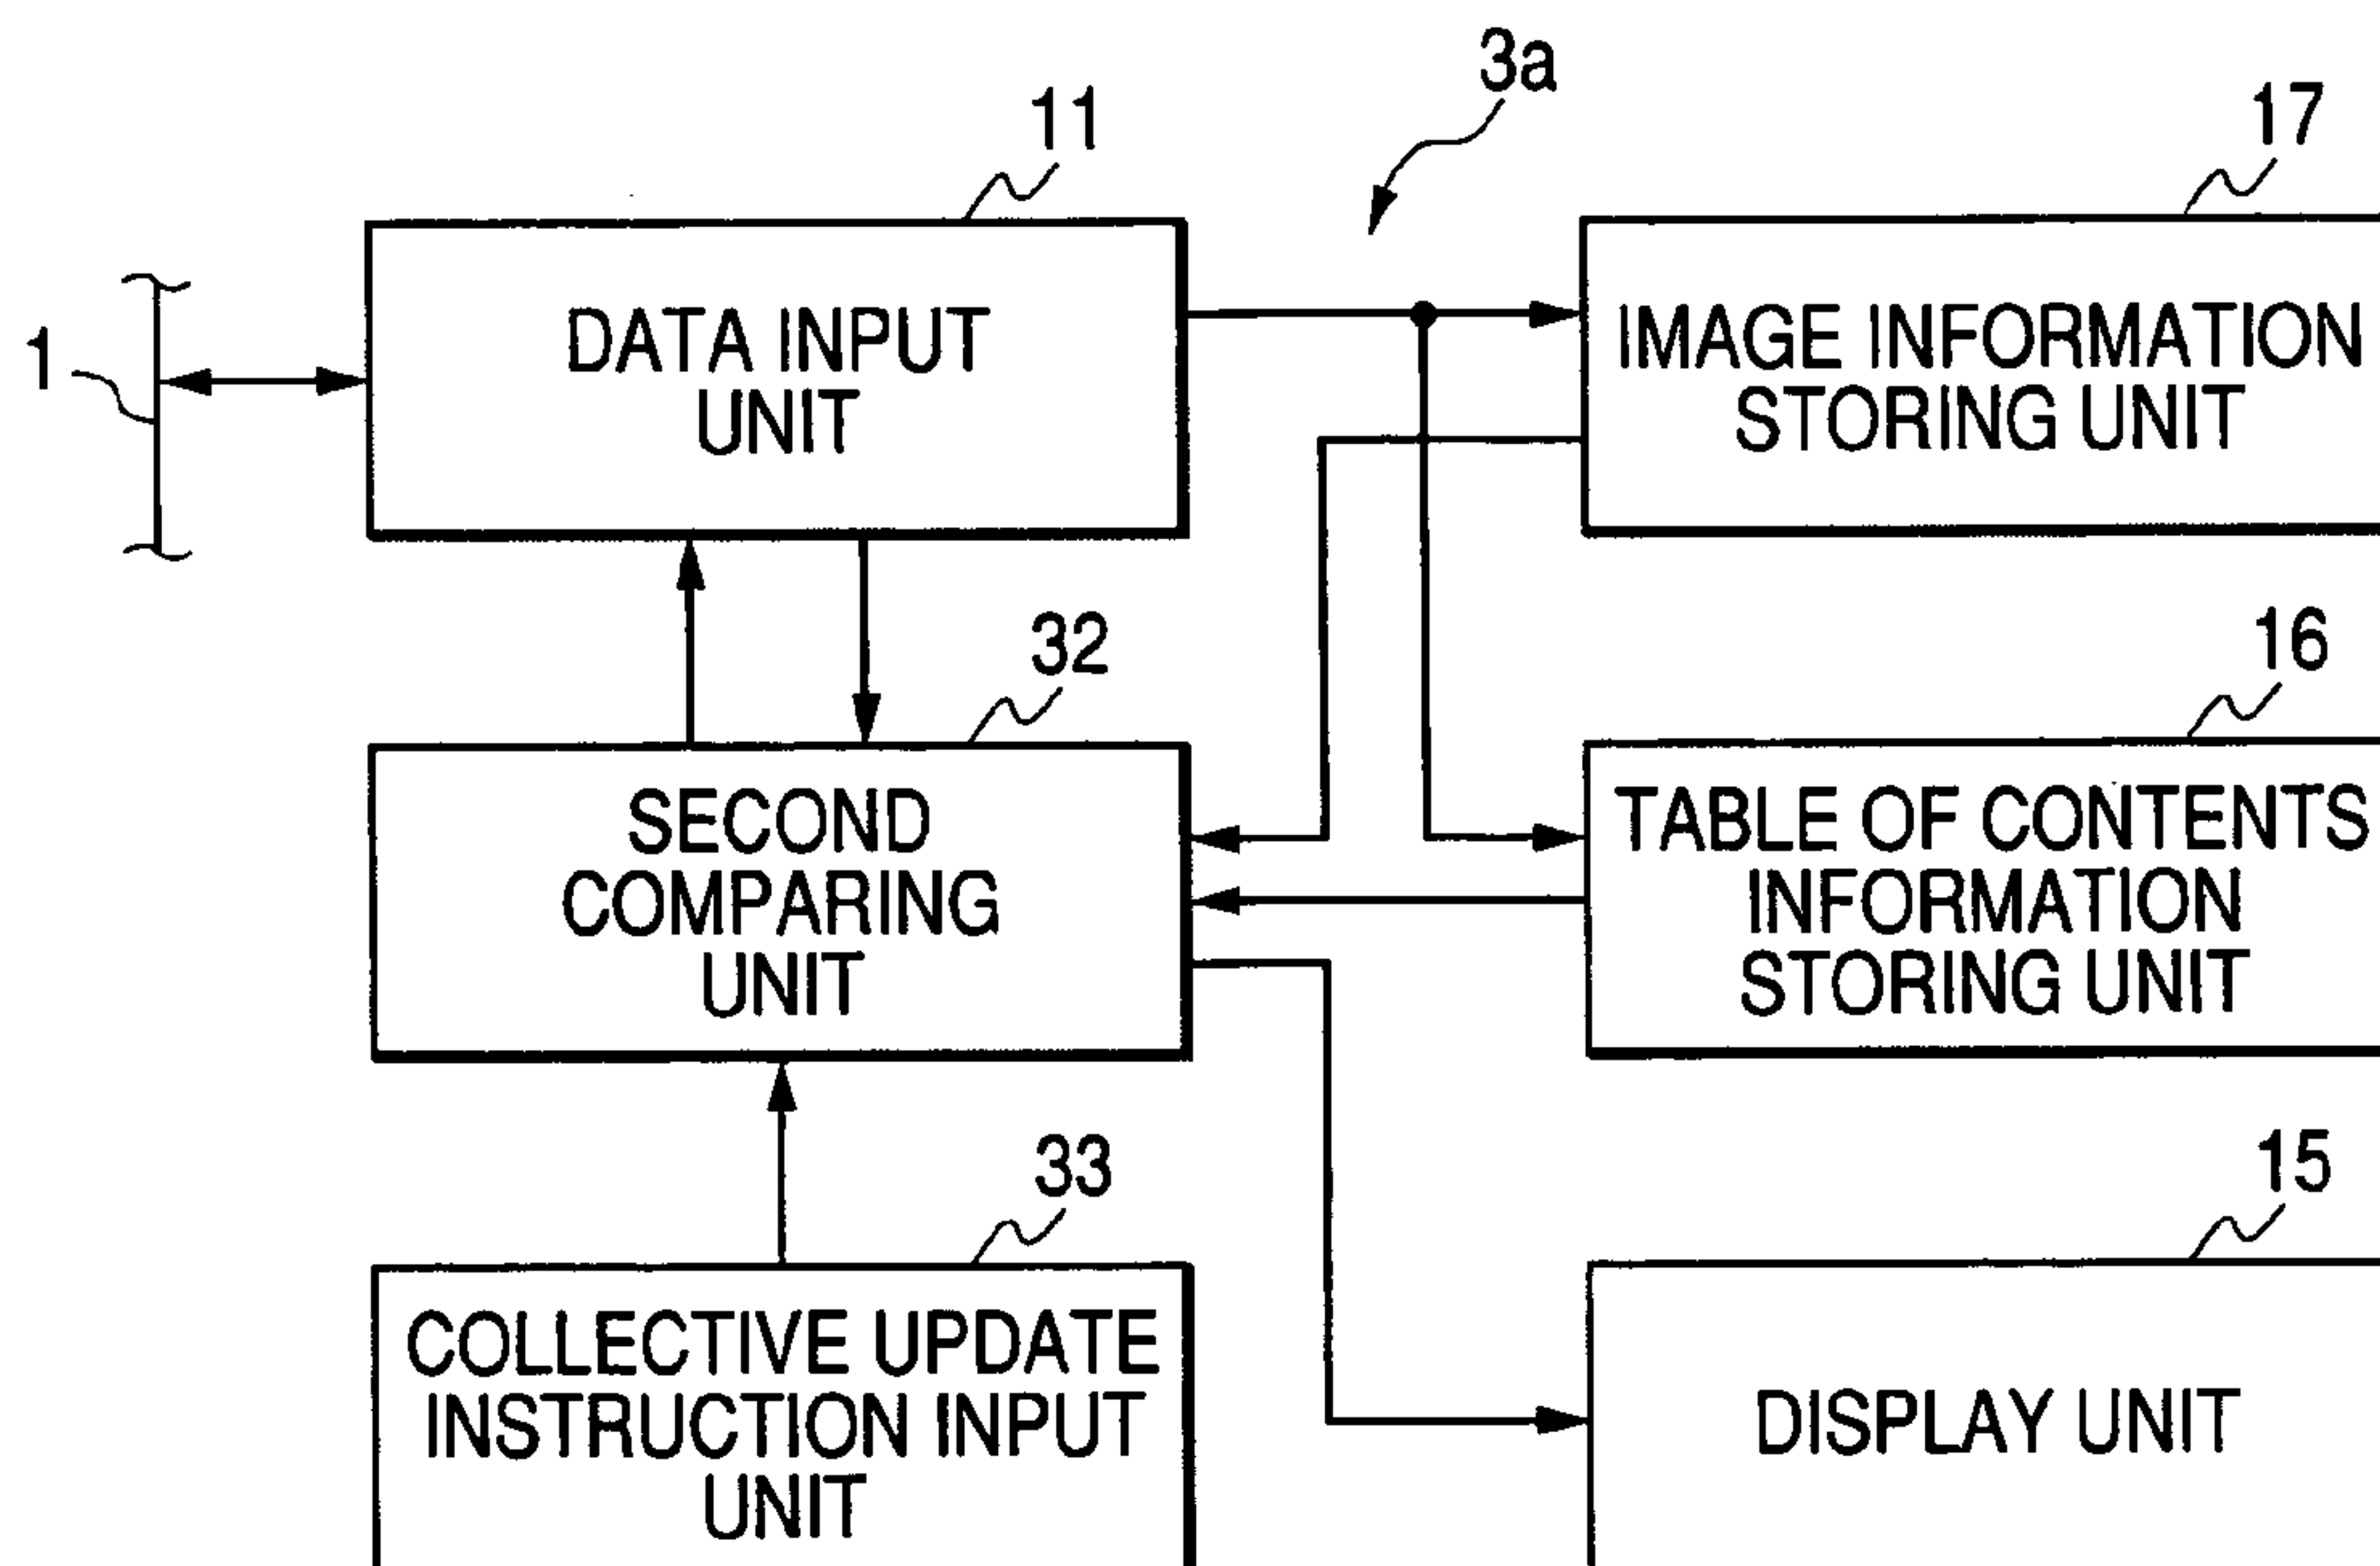 3a
11
17
1
DATA INPUT
UNIT
IMAGE INFORMATION
STORING UNIT
32
16
SECOND
COMPARING
UNIT
TABLE OF CONTENTS
INFORMATION
STORING UNIT
33
15
COLLECTIVE UPDATE
INSTRUCTION INPUT
UNIT
DISPLAY UNIT